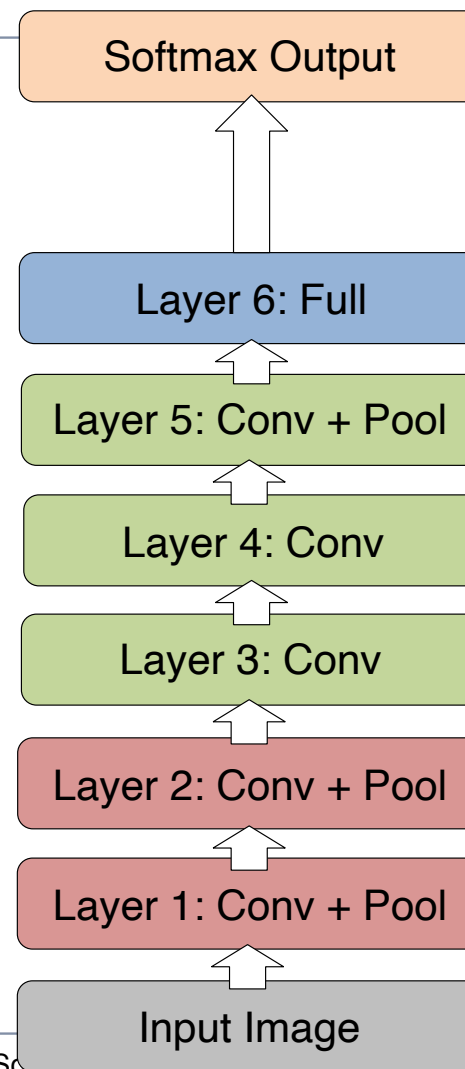 Softmax Output
Layer 6: Full
Layer 5: Conv + Pool
Layer 4: Conv
Layer 3: Conv
Layer 2: Conv + Pool
Layer 1: Conv + Pool
Input Image